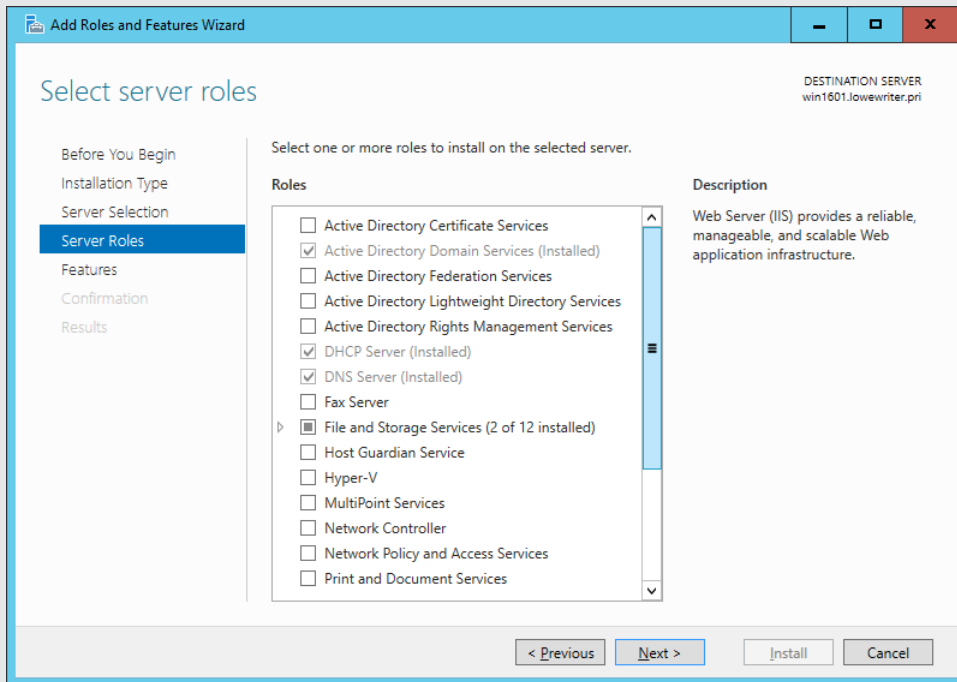 Add Roles and Features Wizard
Select server roles
DESTINATION SERVER
win1601.lowewriter.pri
Before You Begin
Installation Type
Server Selection
Server Roles
Features
Confirmation
Results
Select one or more roles to install on the selected server.
Roles
Active Directory Certificate Services
Active Directory Domain Services (Installed)
Active Directory Federation Services
Active Directory Lightweight Directory Services
Active Directory Rights Management Services
DHCP Server (Installed)
DNS Server (Installed)
Fax Server
File and Storage Services (2 of 12 installed)
Host Guardian Service
Hyper-V
MultiPoint Services
Network Controller
Network Policy and Access Services
Print and Document Services
Description
Web Server (IIS) provides a reliable,
manageable, and scalable Web
application infrastructure.
< Previous
Next >
Install
Cancel